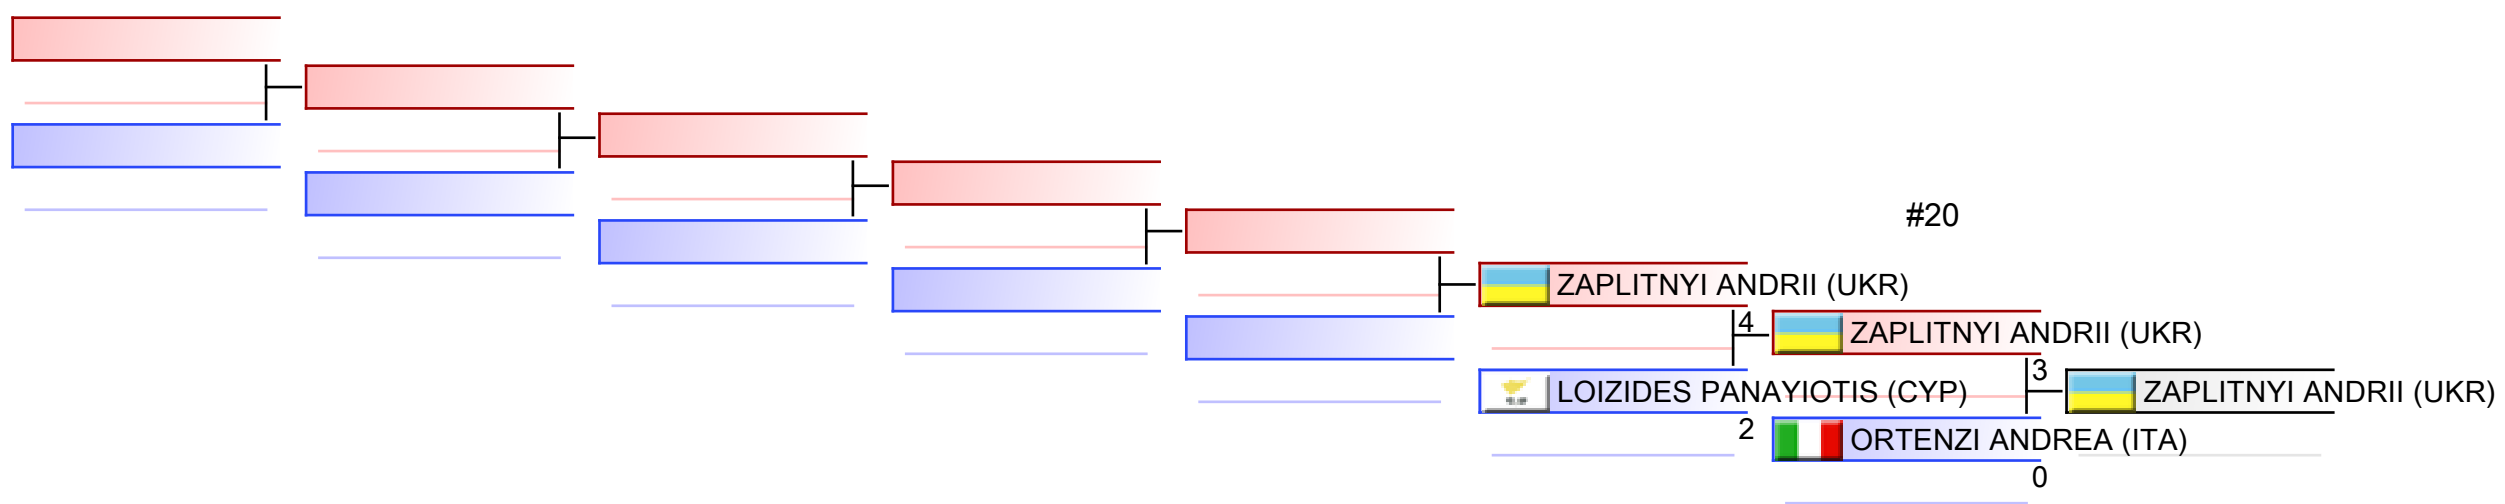 #20
ZAPLITNYI ANDRII (UKR)
4
ZAPLITNYI ANDRII (UKR)
3
LOIZIDES PANAYIOTIS (CYP)
ZAPLITNYI ANDRII (UKR)
2
ORTENZI ANDREA (ITA)
0